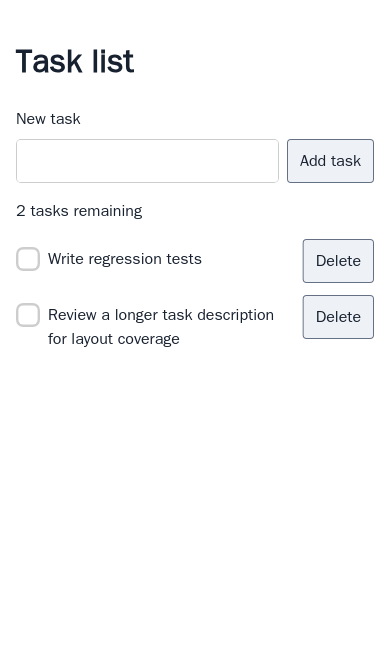 Task list
New task
Add task
2 tasks remaining
Write regression tests
Delete
Review a longer task description
for layout coverage
Delete